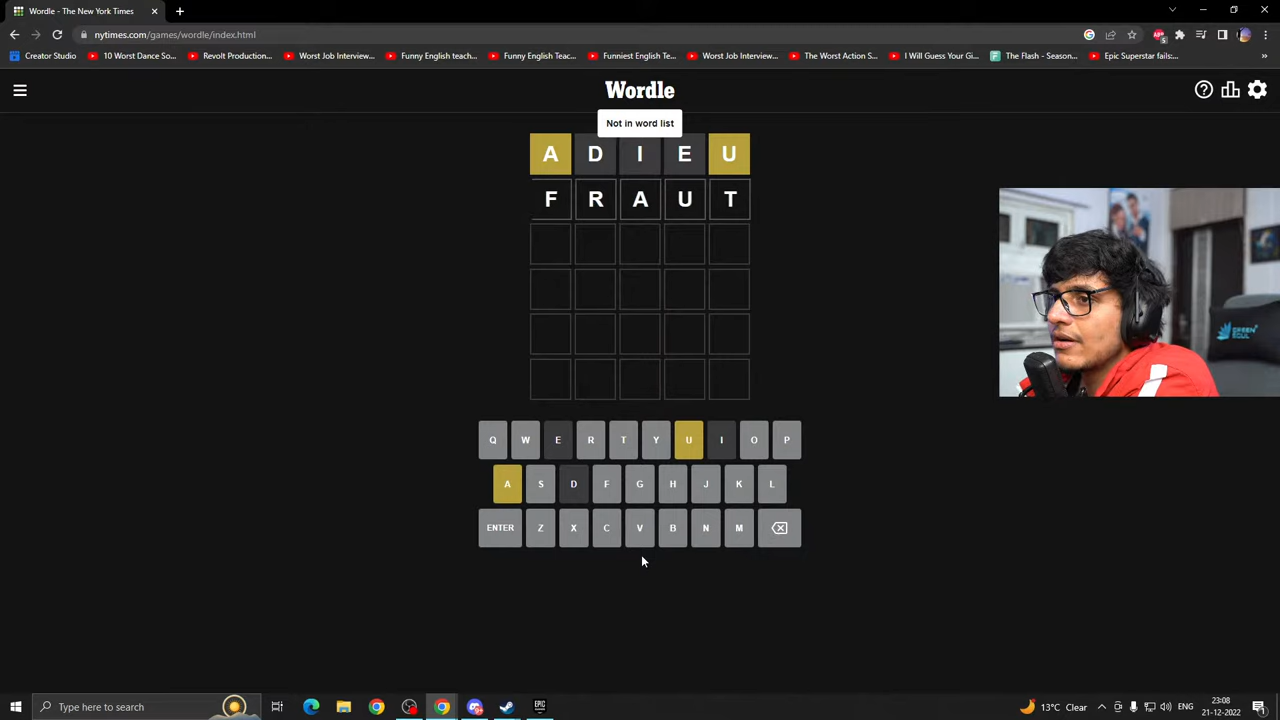 Wordle - The New York Times
nytimes.com/games/wordle/index.html
Creator Studio
10 Worst Dance So...
Revolt Production...
Worst Job Interview...
Funny English teach...
Funny English Teac...
Funniest English Te...
Worst Job Interview...
The Worst Action S...
I Will Guess Your Gi...
The Flash - Season...
Epic Superstar fails:...
Wordle
Not in word list
A D I E U
F R A U T
Q W E R T Y U I O P
A S D F G H J K L
ENTER Z X C V B N M
GREEN SOUL
Type here to search
EPIC
13°C Clear
ENG
23:08
21-12-2022